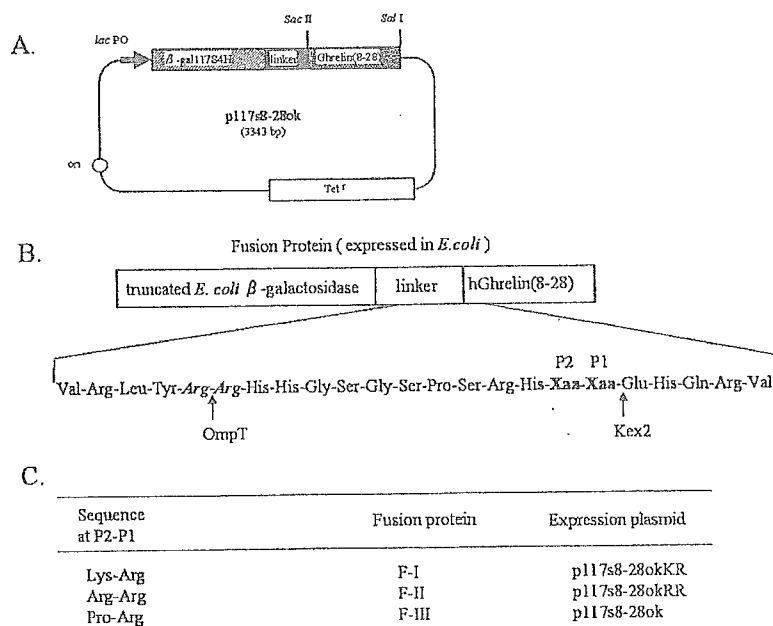 A.
Sac II
Sal I
lac PO
β-gal117S4H
linker
Ghrelin(8-28)
p117s8-28ok
(3343 bp)
Tet r
B.
Fusion Protein ( expressed in E.coli )
truncated E. coli β-galactosidase
linker
hGhrelin(8-28)
P2 P1
Val-Arg-Leu-Tyr-Arg-Arg-His-His-Gly-Ser-Gly-Ser-Pro-Ser-Arg-His-Xaa-Xaa-Glu-His-Gln-Arg-Val
OmpT
Kex2
C.
Sequence at P2-P1 Fusion protein Expression plasmid
Lys-Arg F-I p117s8-28okKR
Arg-Arg F-II p117s8-28okRR
Pro-Arg F-III p117s8-28ok